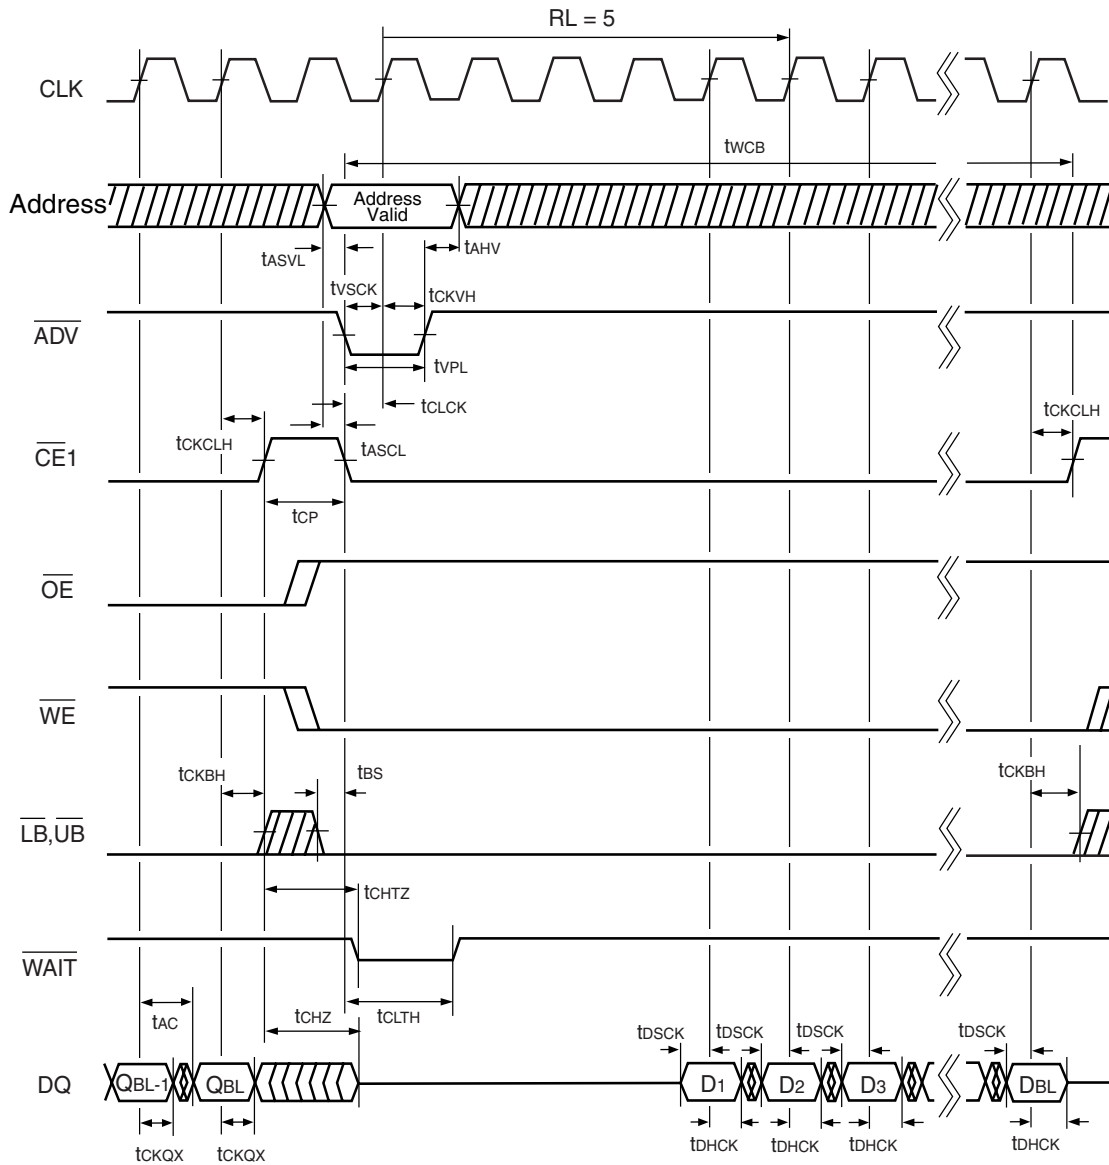 RL = 5
CLK
tWCB
Address
Address
Valid
tASVL
tAHV
tVSCK
tCKVH
ADV
tVPL
tCLCK
tCKCLH
tCKCLH
CE1
tASCL
tCP
OE
WE
tCKBH
tBS
tCKBH
LB,UB
tCHTZ
WAIT
tAC
tCHZ
tCLTH
tDSCK
tDSCK
tDSCK
tDSCK
DQ
QBL-1
QBL
D1
D2
D3
DBL
tCKQX
tCKQX
tDHCK
tDHCK
tDHCK
tDHCK